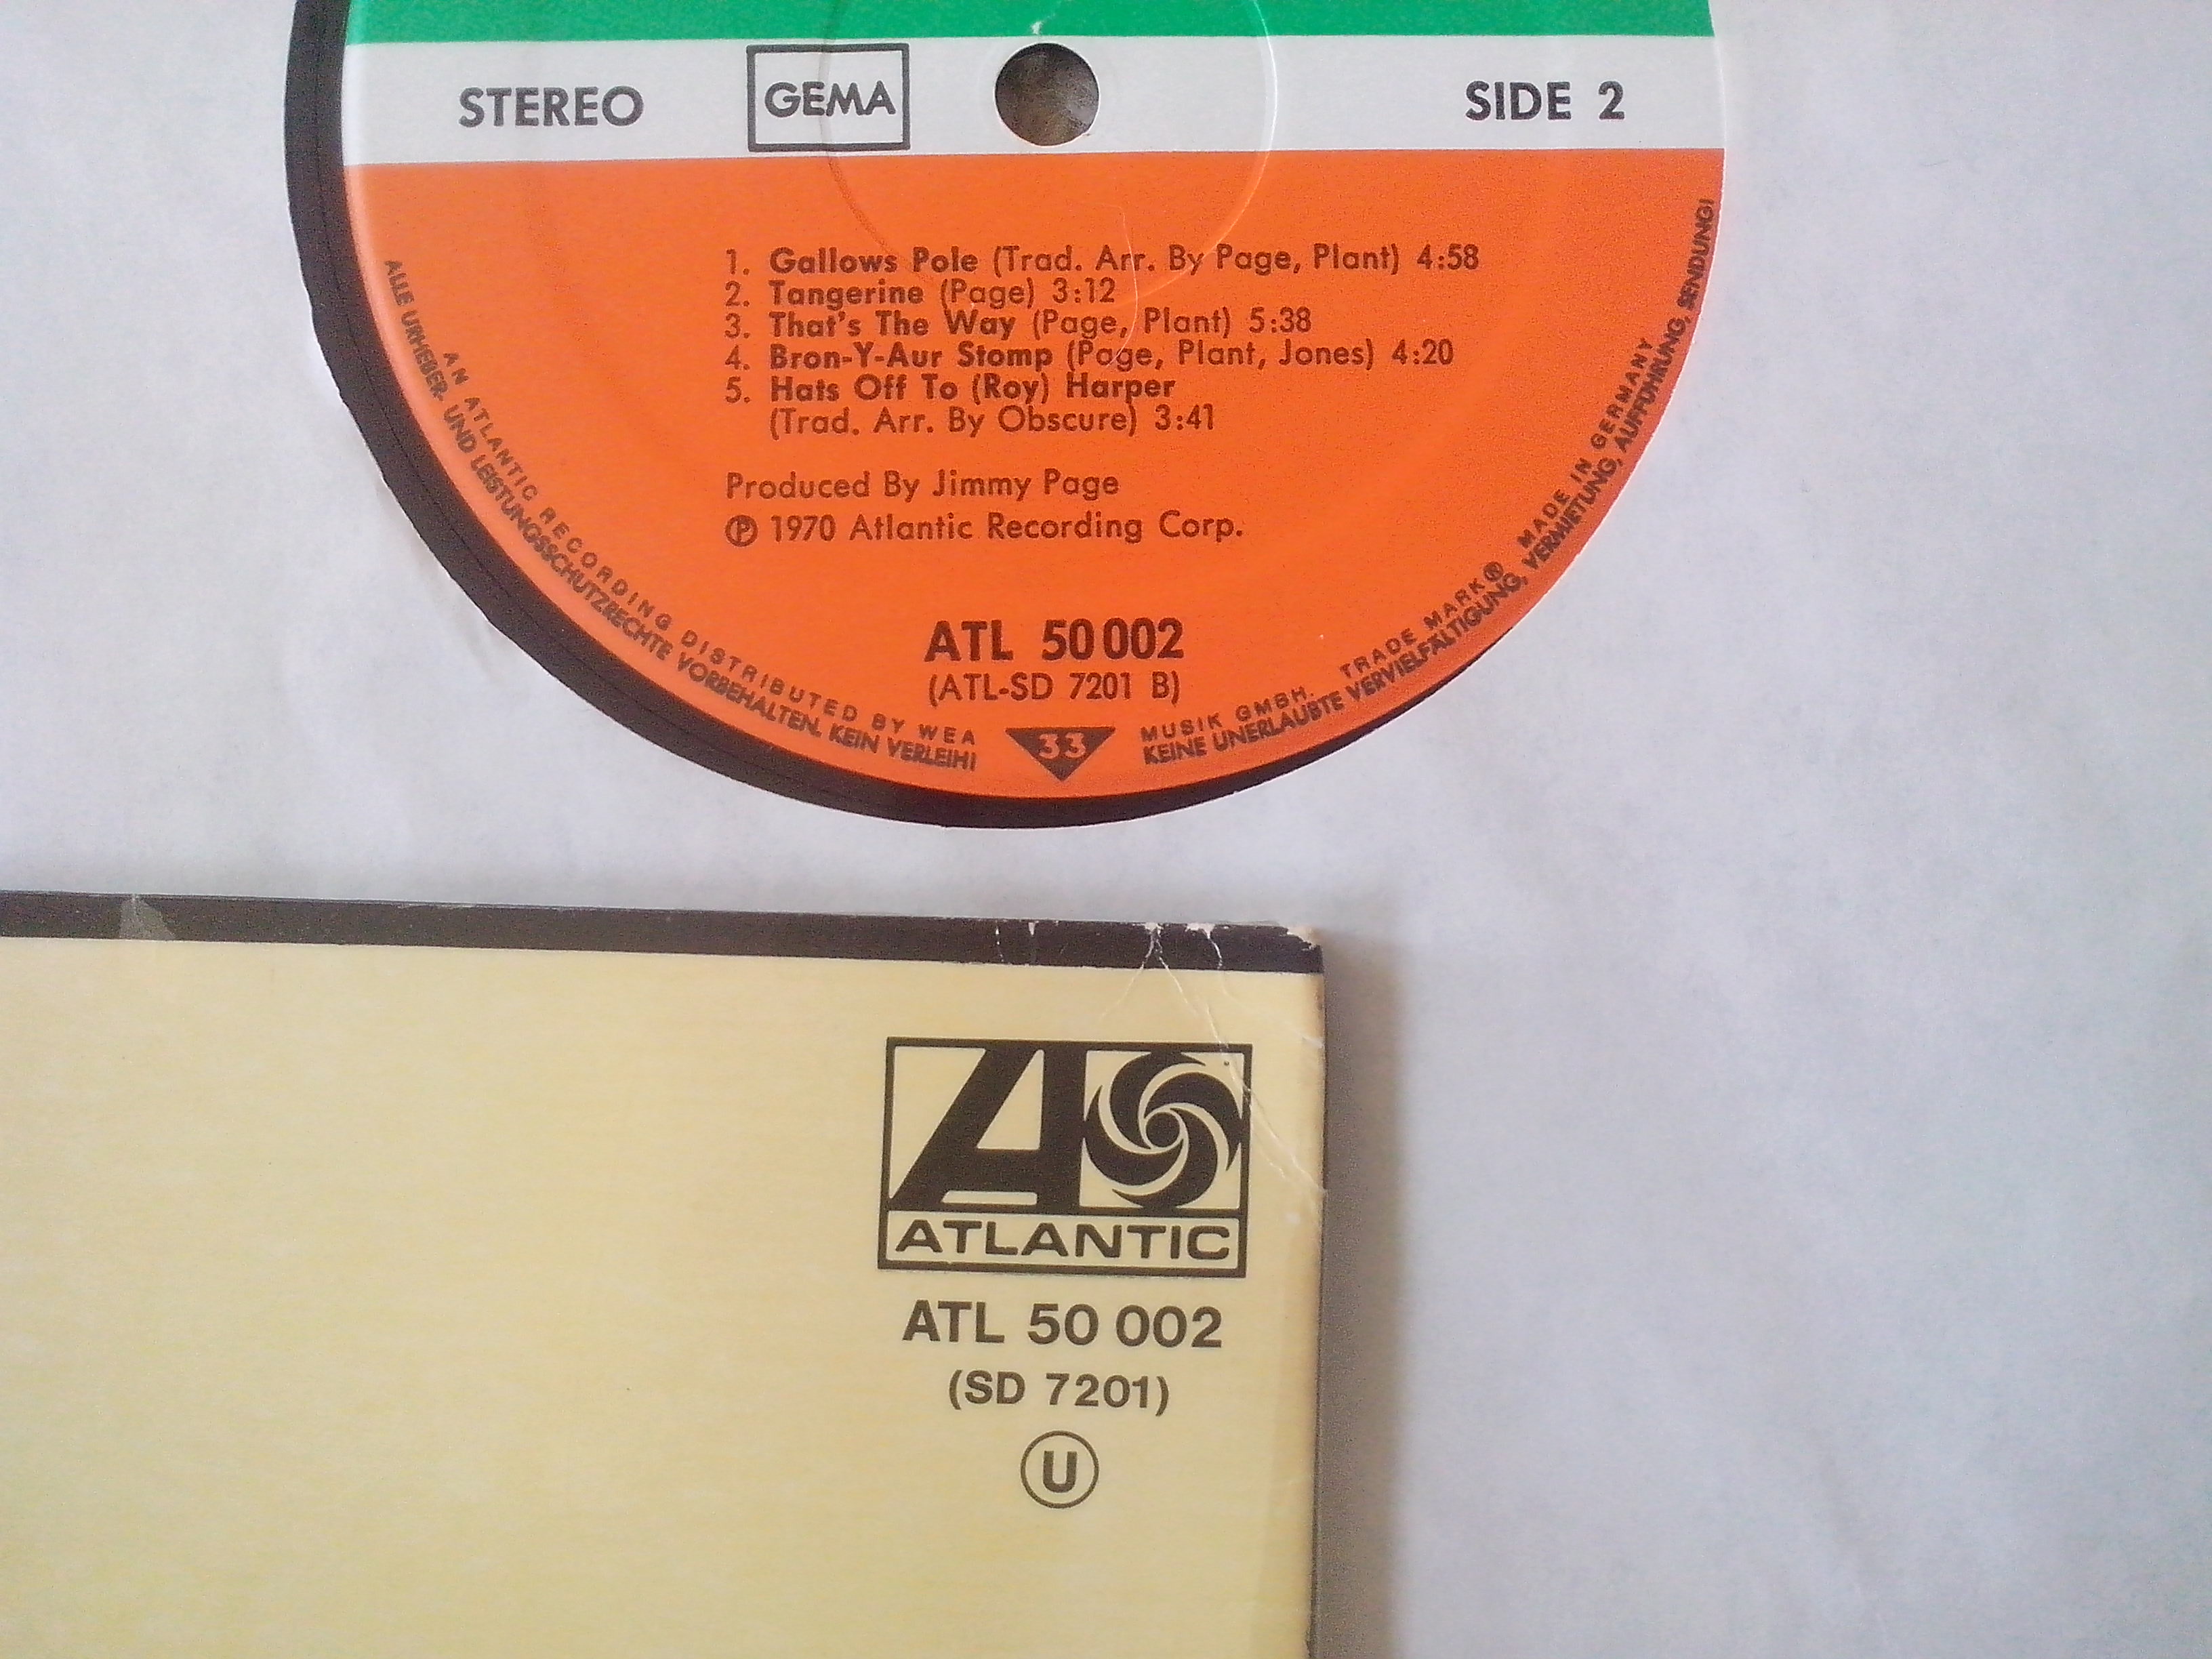 STEREO GEMA SIDE 2
1. Gallows Pole (Trad. Arr. By Page, Plant) 4:58
2. Tangerine (Page) 3:12
3. That's The Way (Page, Plant) 5:38
4. Bron-Y-Aur Stomp (Page, Plant, Jones) 4:20
5. Hats Off To (Roy) Harper
(Trad. Arr. By Obscure) 3:41
Produced By Jimmy Page
℗ 1970 Atlantic Recording Corp.
ATL 50 002
(ATL-SD 7201 B)
33
AN ATLANTIC RECORDING DISTRIBUTED BY WEA MUSIK GMBH. TRADE MARK® MADE IN GERMANY
ALLE URHEBER- UND LEISTUNGSSCHUTZRECHTE VORBEHALTEN. KEIN VERLEIH! KEINE UNERLAUBTE VERVIELFÄLTIGUNG, VERMIETUNG, AUFFÜHRUNG, SENDUNG!
A
ATLANTIC
ATL 50 002
(SD 7201)
U